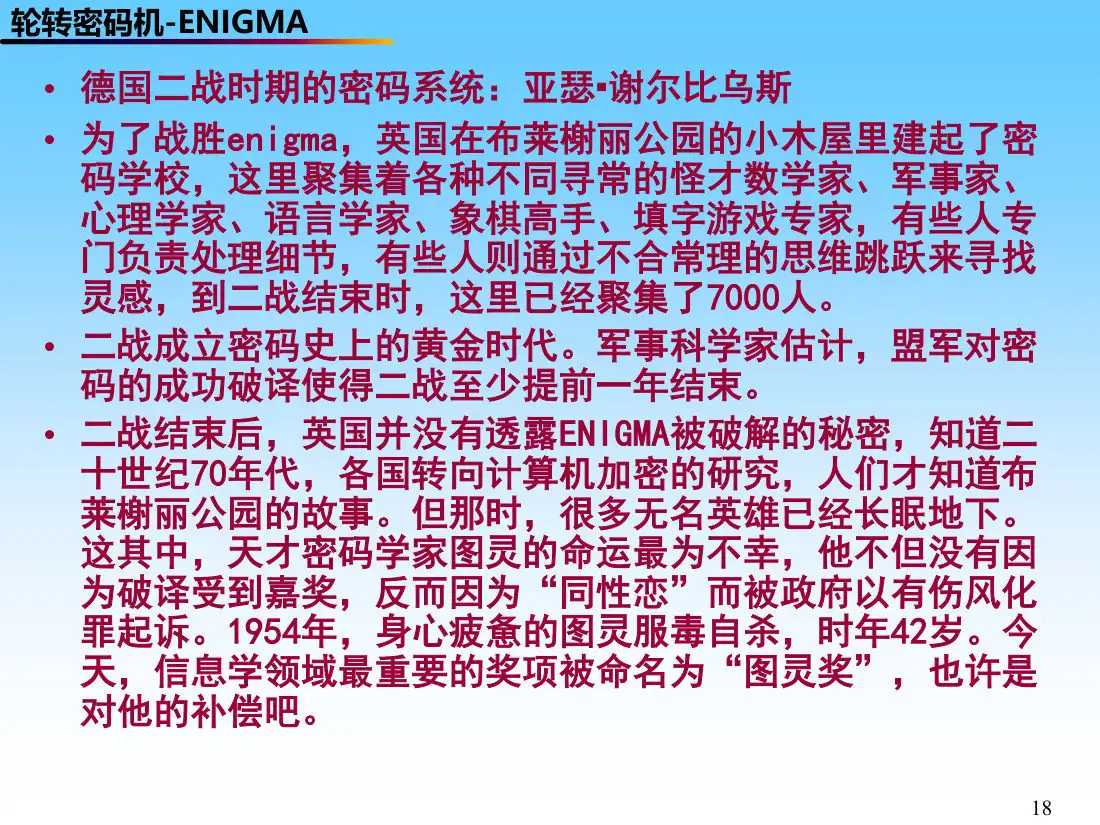 轮转密码机-ENIGMA
• 德国二战时期的密码系统：亚瑟·谢尔比乌斯
• 为了战胜enigma，英国在布莱榭丽公园的小木屋里建起了密
码学校，这里聚集着各种不同寻常的怪才数学家、军事家、
心理学家、语言学家、象棋高手、填字游戏专家，有些人专
门负责处理细节，有些人则通过不合常理的思维跳跃来寻找
灵感，到二战结束时，这里已经聚集了7000人。
• 二战成立密码史上的黄金时代。军事科学家估计，盟军对密
码的成功破译使得二战至少提前一年结束。
• 二战结束后，英国并没有透露ENIGMA被破解的秘密，知道二
十世纪70年代，各国转向计算机加密的研究，人们才知道布
莱榭丽公园的故事。但那时，很多无名英雄已经长眠地下。
这其中，天才密码学家图灵的命运最为不幸，他不但没有因
为破译受到嘉奖，反而因为“同性恋”而被政府以有伤风化
罪起诉。1954年，身心疲惫的图灵服毒自杀，时年42岁。今
天，信息学领域最重要的奖项被命名为“图灵奖”，也许是
对他的补偿吧。
18